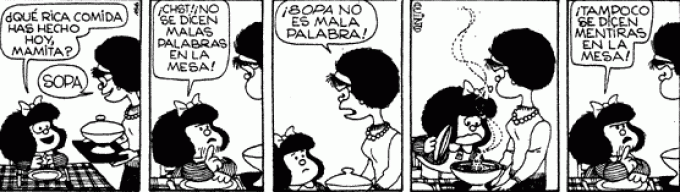 ¿QUÉ RICA COMIDA
HAS HECHO
HOY,
MAMITA?
SOPA
¡CHST! ¡NO
SE DICEN
MALAS
PALABRAS
EN LA
MESA!
¡SOPA NO
ES MALA
PALABRA!
QUINO
¡TAMPOCO
SE DICEN
MENTIRAS
EN LA
MESA!